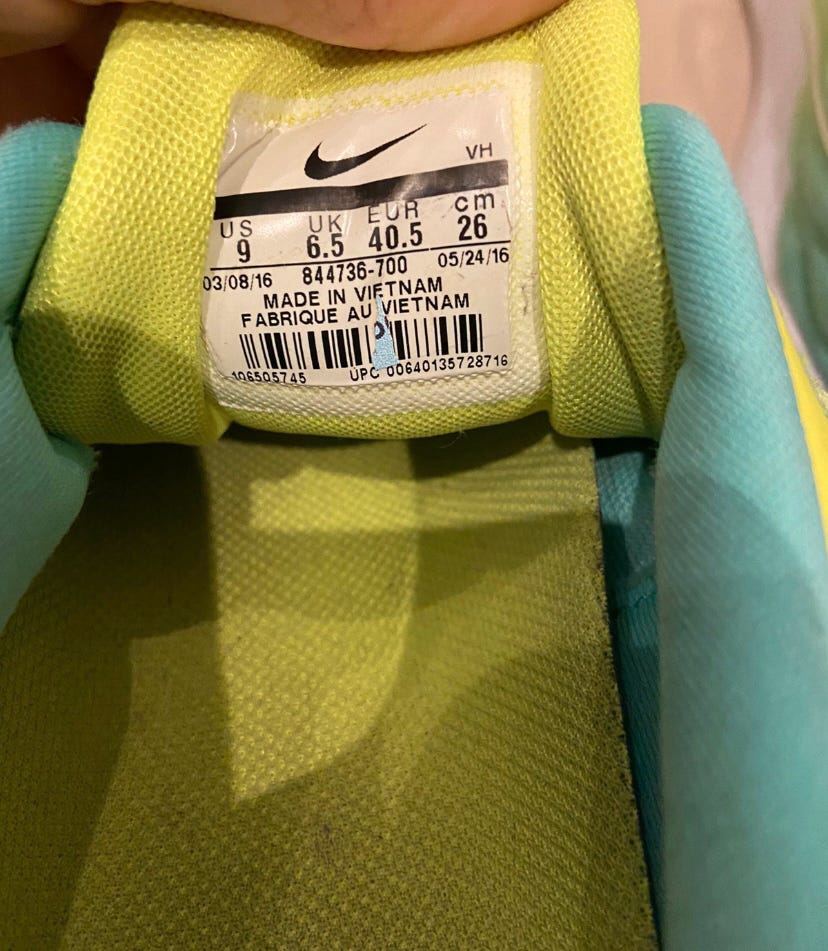 VH
US UK EUR cm
9 6.5 40.5 26
03/08/16 844736-700 05/24/16
MADE IN VIETNAM
FABRIQUE AU VIETNAM
106505745 UPC 00640135728716